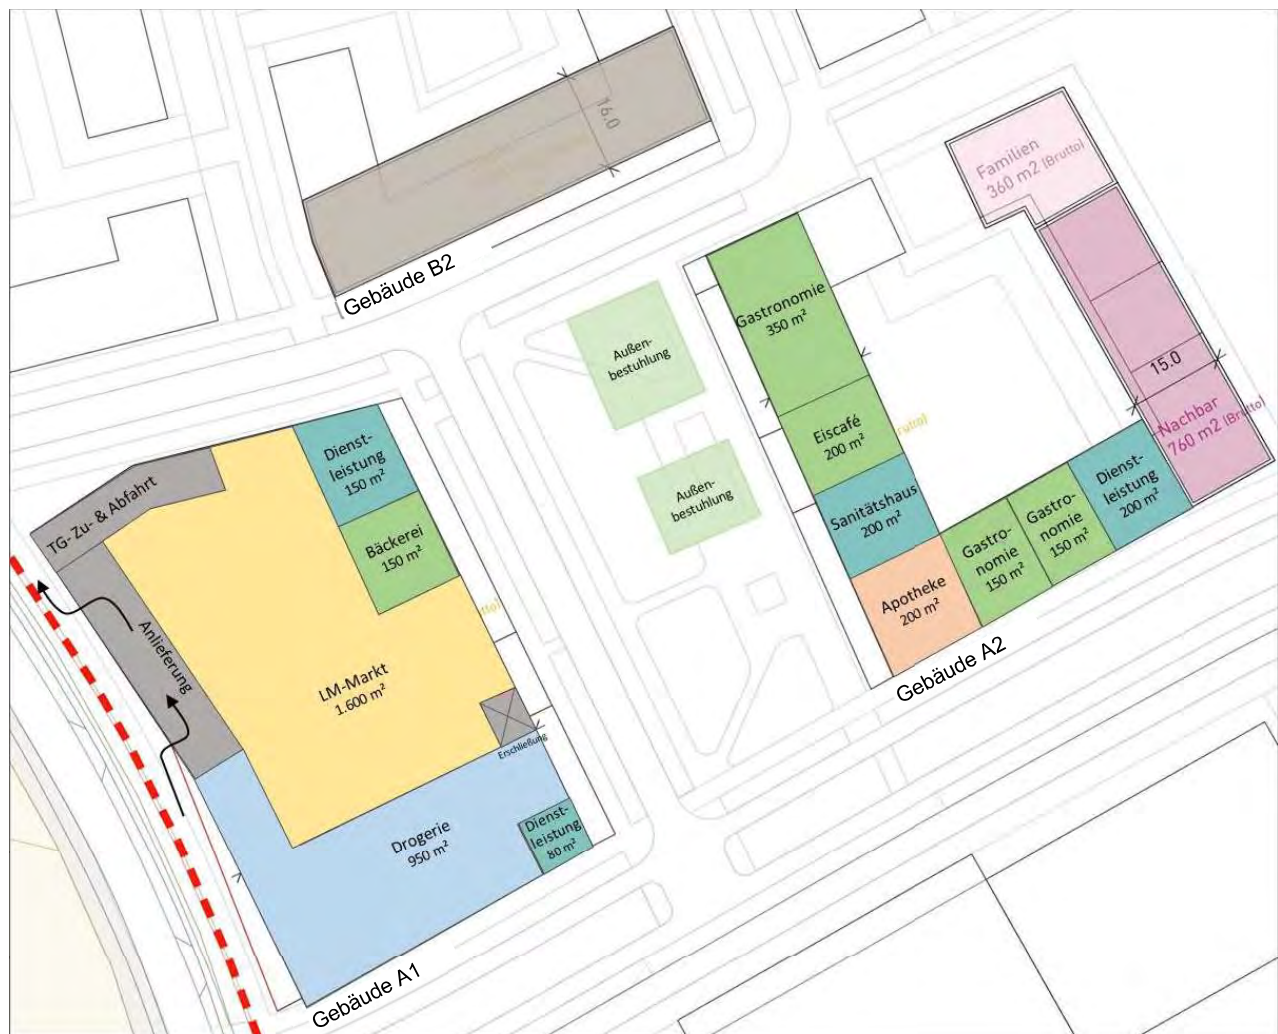 16.0
Gebäude B2
Familien
360 m2 (Brutto)
Gastronomie
350 m²
Außen-
bestuhlung
15.0
Nachbar
760 m2 (Brutto)
Eiscafé
200 m²
rutto)
Dienst-
leistung
150 m²
TG- Zu- & Abfahrt
Außen-
bestuhlung
Sanitätshaus
200 m²
Dienst-
leistung
200 m²
Gastro-
nomie
150 m²
Gastro-
nomie
150 m²
Bäckerei
150 m²
Apotheke
200 m²
Gebäude A2
tto)
Anlieferung
LM-Markt
1.600 m²
Erschließung
Drogerie
950 m²
Dienst-
leistung
80 m²
Gebäude A1